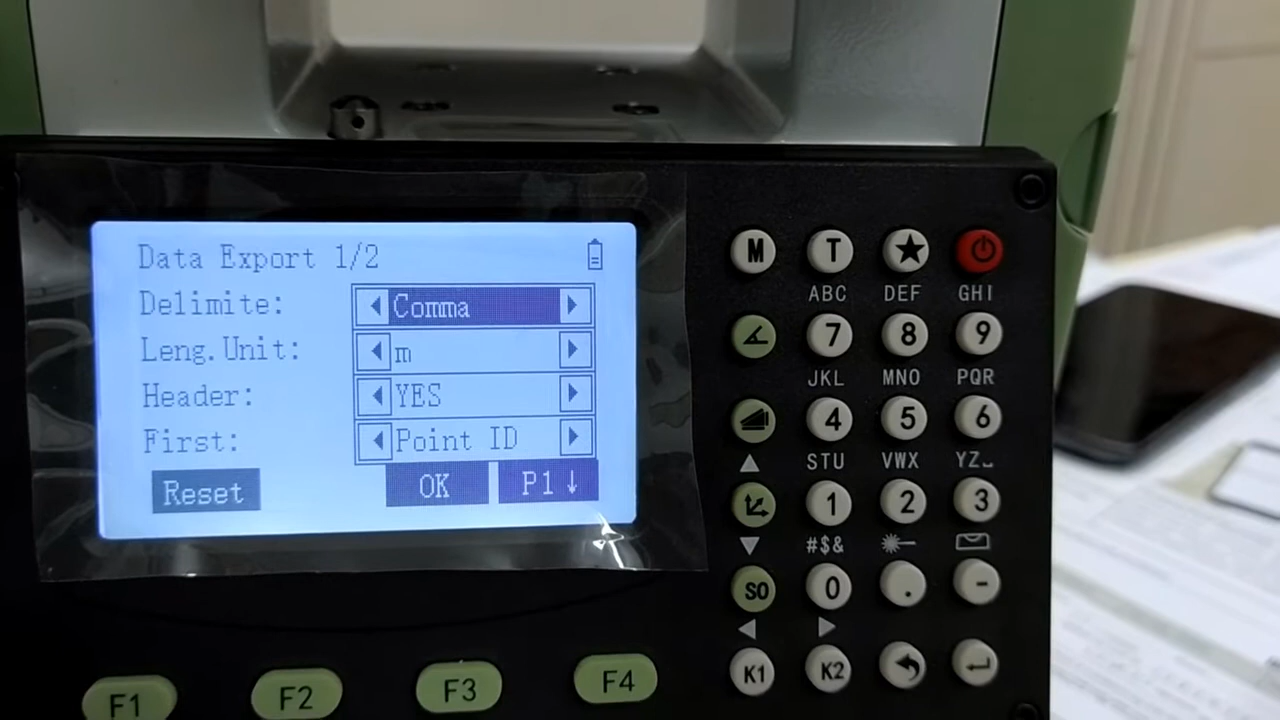 Data Export 1/2
Delimite: Comma
Leng.Unit: m
Header: YES
First: Point ID
Reset OK P1↓
M T ★
ABC DEF GHI
7 8 9
JKL MNO PQR
4 5 6
STU VWX YZ␣
1 2 3
#$&
SO 0 . -
K1 K2
F1 F2 F3 F4